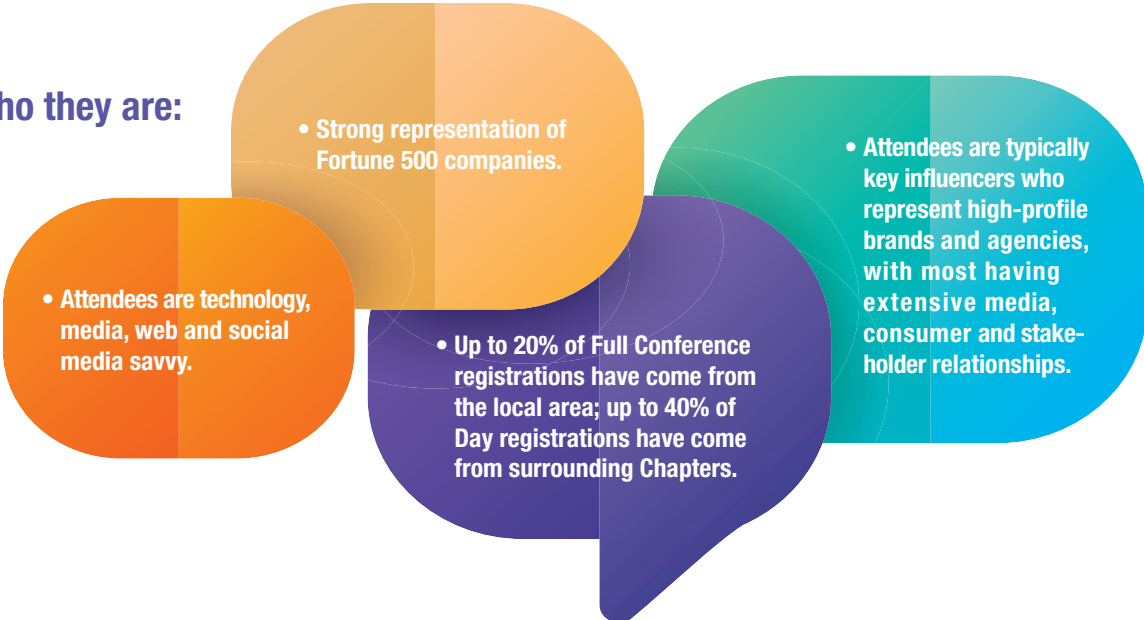 ho they are:
• Strong representation of
Fortune 500 companies.
• Attendees are typically
key influencers who
represent high-profile
brands and agencies,
with most having
extensive media,
consumer and stake-
holder relationships.
• Attendees are technology,
media, web and social
media savvy.
• Up to 20% of Full Conference
registrations have come from
the local area; up to 40% of
Day registrations have come
from surrounding Chapters.